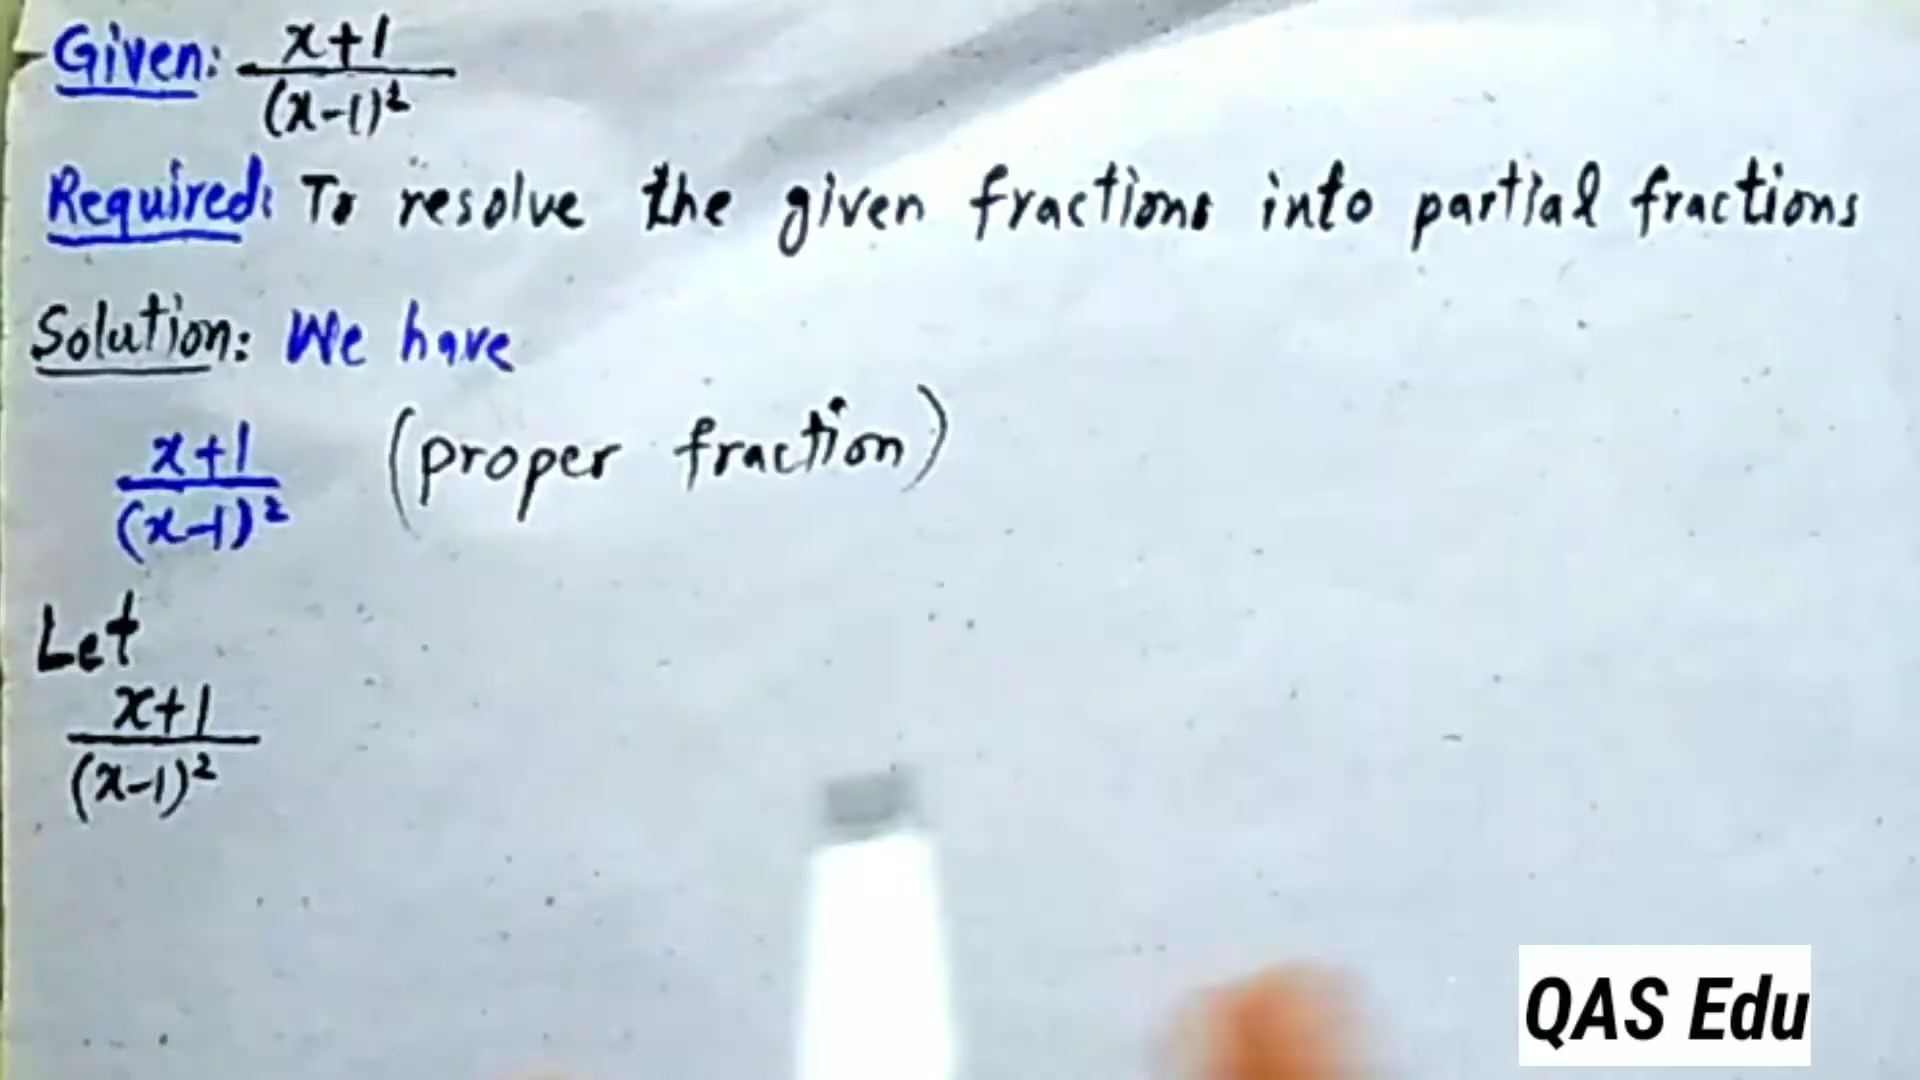 Given: x+1
(x-1)²
Required: To resolve the given fractions into partial fractions
Solution: We have
x+1
(x-1)² (proper fraction)
Let
x+1
(x-1)²
QAS Edu